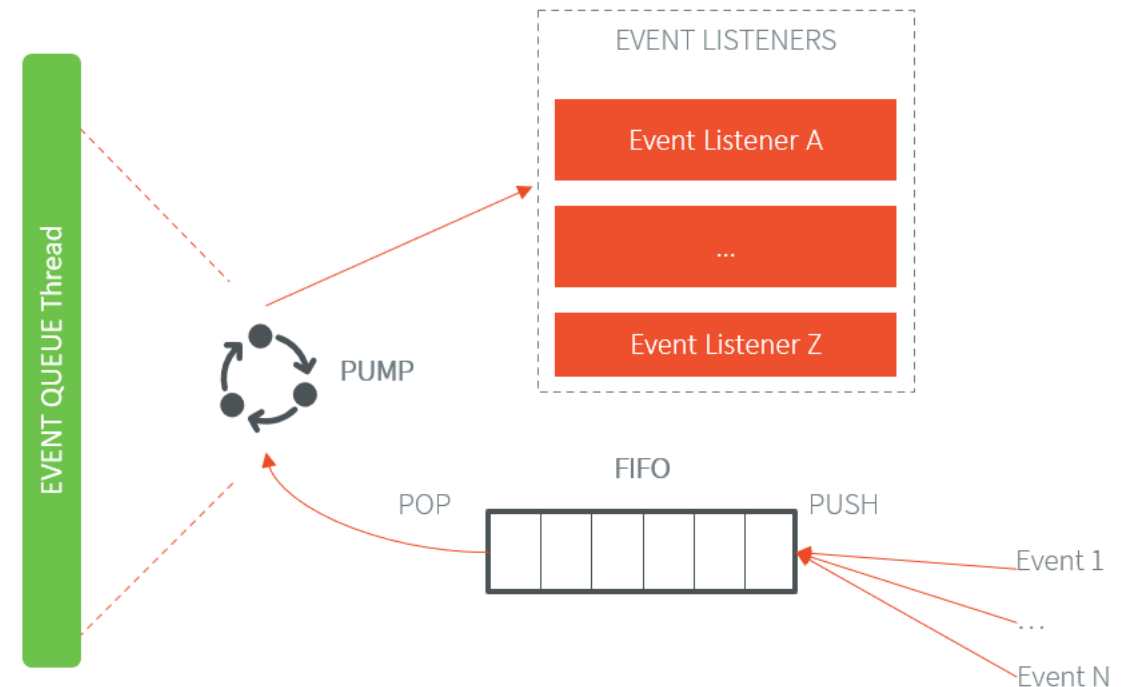 EVENT LISTENERS
Event Listener A
...
Event Listener Z
EVENT QUEUE Thread
PUMP
FIFO
POP
PUSH
Event 1
...
Event N